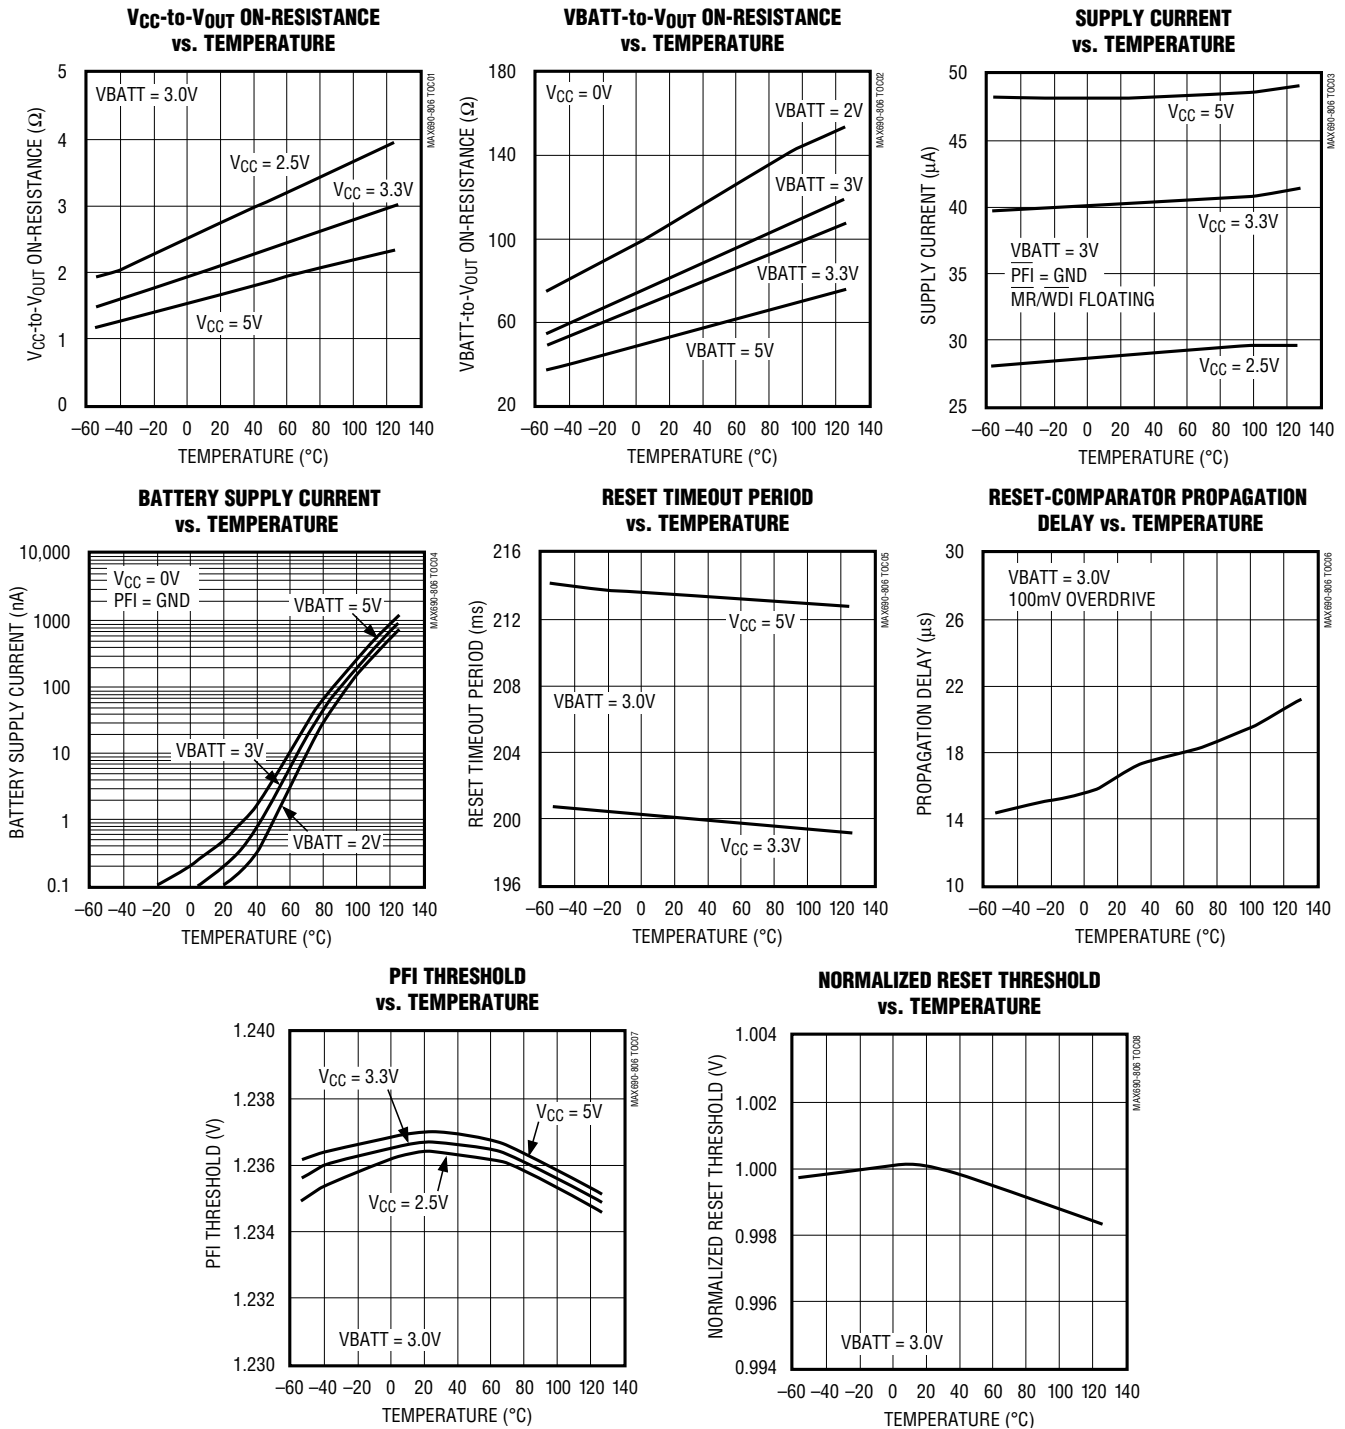 VCC-to-VOUT ON-RESISTANCE
vs. TEMPERATURE
VCC-to-VOUT ON-RESISTANCE (Ω)
5
4
3
2
1
0
VBATT = 3.0V
VCC = 2.5V
VCC = 3.3V
VCC = 5V
MAX690-806 TOC01
–60 –40 –20 0 20 40 60 80 100 120 140
TEMPERATURE (°C)
VBATT-to-VOUT ON-RESISTANCE
vs. TEMPERATURE
VBATT-to-VOUT ON-RESISTANCE (Ω)
180
140
100
60
20
VCC = 0V
VBATT = 2V
VBATT = 3V
VBATT = 3.3V
VBATT = 5V
MAX690-806 TOC02
–60 –40 –20 0 20 40 60 80 100 120 140
TEMPERATURE (°C)
SUPPLY CURRENT
vs. TEMPERATURE
SUPPLY CURRENT (µA)
50
45
40
35
30
25
VCC = 5V
VCC = 3.3V
VBATT = 3V
PFI = GND
MR/WDI FLOATING
VCC = 2.5V
MAX690-806 TOC03
–60 –40 –20 0 20 40 60 80 100 120 140
TEMPERATURE (°C)
BATTERY SUPPLY CURRENT
vs. TEMPERATURE
BATTERY SUPPLY CURRENT (nA)
10,000
1000
100
10
1
0.1
VCC = 0V
PFI = GND
VBATT = 5V
VBATT = 3V
VBATT = 2V
MAX690-806 TOC04
–60 –40 –20 0 20 40 60 80 100 120 140
TEMPERATURE (°C)
RESET TIMEOUT PERIOD
vs. TEMPERATURE
RESET TIMEOUT PERIOD (ms)
216
212
208
204
200
196
VCC = 5V
VBATT = 3.0V
VCC = 3.3V
MAX690-806 TOC05
–60 –40 –20 0 20 40 60 80 100 120 140
TEMPERATURE (°C)
RESET-COMPARATOR PROPAGATION
DELAY vs. TEMPERATURE
PROPAGATION DELAY (µs)
30
26
22
18
14
10
VBATT = 3.0V
100mV OVERDRIVE
MAX690-806 TOC06
–60 –40 –20 0 20 40 60 80 100 120 140
TEMPERATURE (°C)
PFI THRESHOLD
vs. TEMPERATURE
PFI THRESHOLD (V)
1.240
1.238
1.236
1.234
1.232
1.230
VCC = 3.3V
VCC = 5V
VCC = 2.5V
VBATT = 3.0V
MAX690-806 TOC07
–60 –40 –20 0 20 40 60 80 100 120 140
TEMPERATURE (°C)
NORMALIZED RESET THRESHOLD
vs. TEMPERATURE
NORMALIZED RESET THRESHOLD (V)
1.004
1.002
1.000
0.998
0.996
0.994
VBATT = 3.0V
MAX690-806 TOC08
–60 –40 –20 0 20 40 60 80 100 120 140
TEMPERATURE (°C)